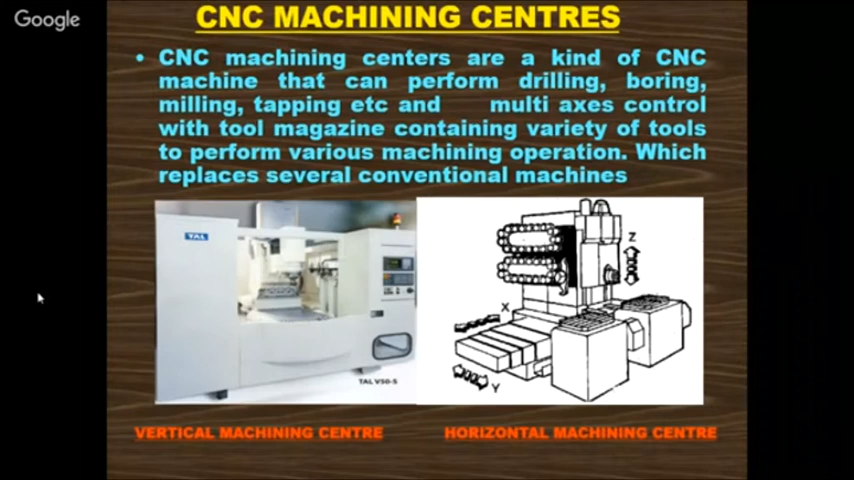 Google
CNC MACHINING CENTRES
• CNC machining centers are a kind of CNC
machine that can perform drilling, boring,
milling, tapping etc and multi axes control
with tool magazine containing variety of tools
to perform various machining operation. Which
replaces several conventional machines
TAL
Z
X
Y
TAL V50-5
VERTICAL MACHINING CENTRE
HORIZONTAL MACHINING CENTRE